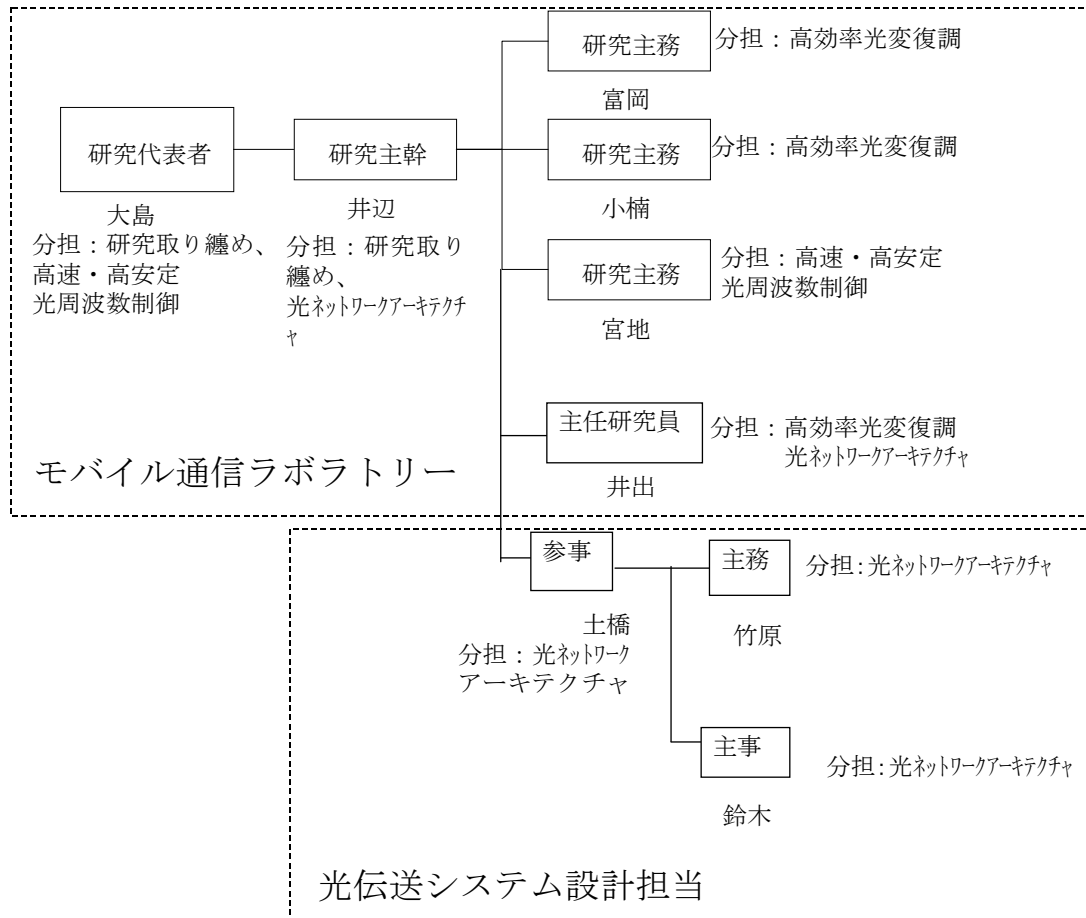 研究主務
分担：高効率光変復調
富岡
研究代表者
研究主幹
研究主務
分担：高効率光変復調
大島
分担：研究取り纏め、
高速・高安定
光周波数制御
井辺
分担：研究取り
纏め、
光ﾈｯﾄﾜｰｸｱｰｷﾃｸﾁ
ｬ
小楠
研究主務
分担：高速・高安定
光周波数制御
宮地
主任研究員
分担：高効率光変復調
光ﾈｯﾄﾜｰｸｱｰｷﾃｸﾁｬ
井出
モバイル通信ラボラトリー
参事
土橋
分担：光ﾈｯﾄﾜｰｸ
アーキテクチャ
主務
分担：光ﾈｯﾄﾜｰｸｱｰｷﾃｸﾁｬ
竹原
主事
分担：光ﾈｯﾄﾜｰｸｱｰｷﾃｸﾁｬ
鈴木
光伝送システム設計担当